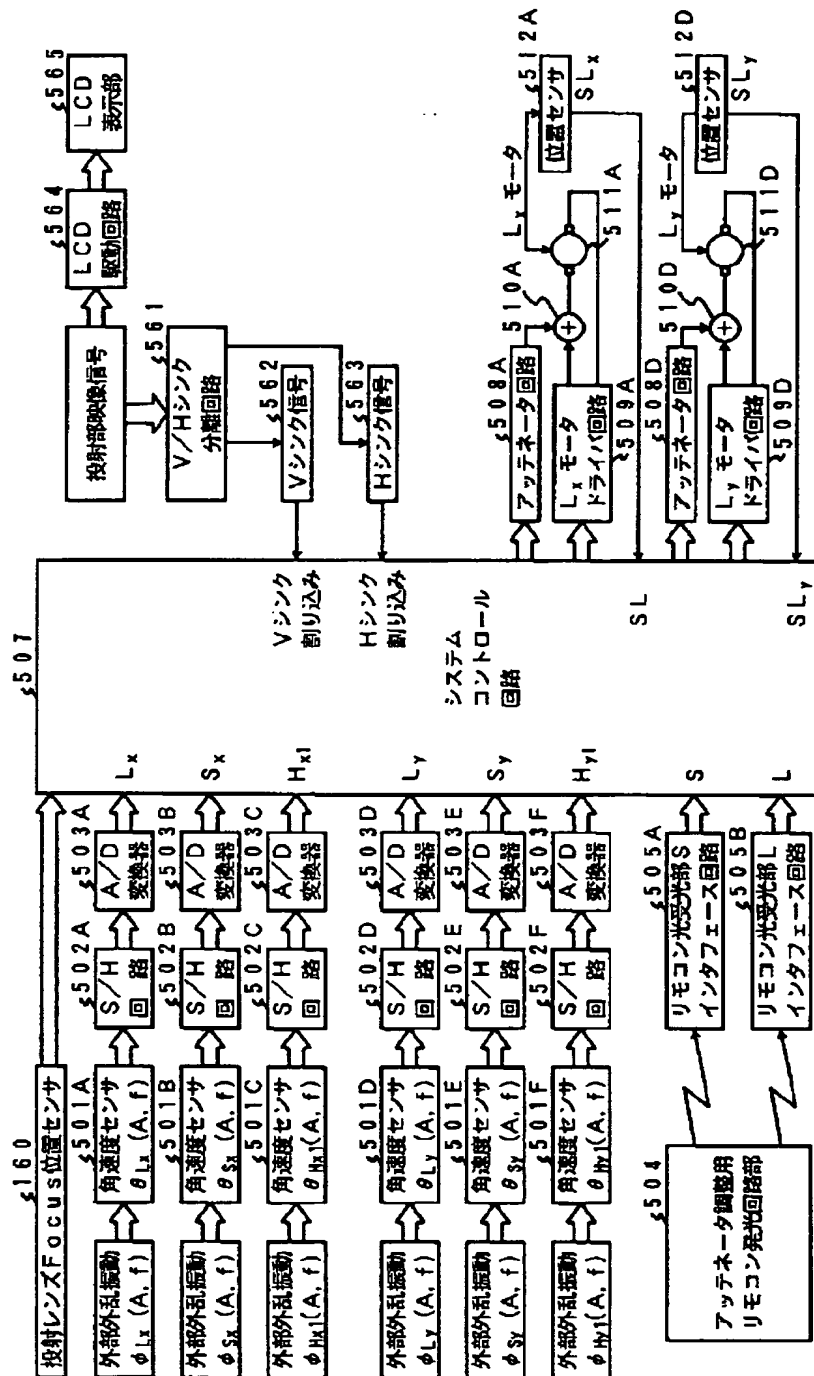 160
投射レンズFocus位置センサ
外部外乱振動
φLx (A, f)
501A
角速度センサ
θLx (A, f)
502A
S/H
回路
503A
A/D
変換器
Lx
外部外乱振動
φSx (A, f)
501B
角速度センサ
θSx (A, f)
502B
S/H
回路
503B
A/D
変換器
Sx
外部外乱振動
φHx1(A, f)
501C
角速度センサ
θHx1(A, f)
502C
S/H
回路
503C
A/D
変換器
Hx1
外部外乱振動
φLy (A, f)
501D
角速度センサ
θLy (A, f)
502D
S/H
回路
503D
A/D
変換器
Ly
外部外乱振動
φSy (A, f)
501E
角速度センサ
θSy (A, f)
502E
S/H
回路
503E
A/D
変換器
Sy
外部外乱振動
φHy1(A, f)
501F
角速度センサ
θHy1(A, f)
502F
S/H
回路
503F
A/D
変換器
Hy1
504
アッテネータ調整用
リモコン発光回路部
505A
リモコン光受光部S
インタフェース回路
S
505B
リモコン光受光部L
インタフェース回路
L
507
システム
コントロール
回路
Vシンク
割り込み
Hシンク
割り込み
SL
SLy
投射部映像信号
564
LCD
駆動回路
565
LCD
表示部
561
V/Hシンク
分離回路
562
Vシンク信号
563
Hシンク信号
508A
アッテネータ回路
510A
Lxモータ
512A
位置センサ
SLx
Lxモータ
ドライバ回路
509A
511A
508D
アッテネータ回路
510D
Lyモータ
512D
位置センサ
SLy
Lyモータ
ドライバ回路
509D
511D